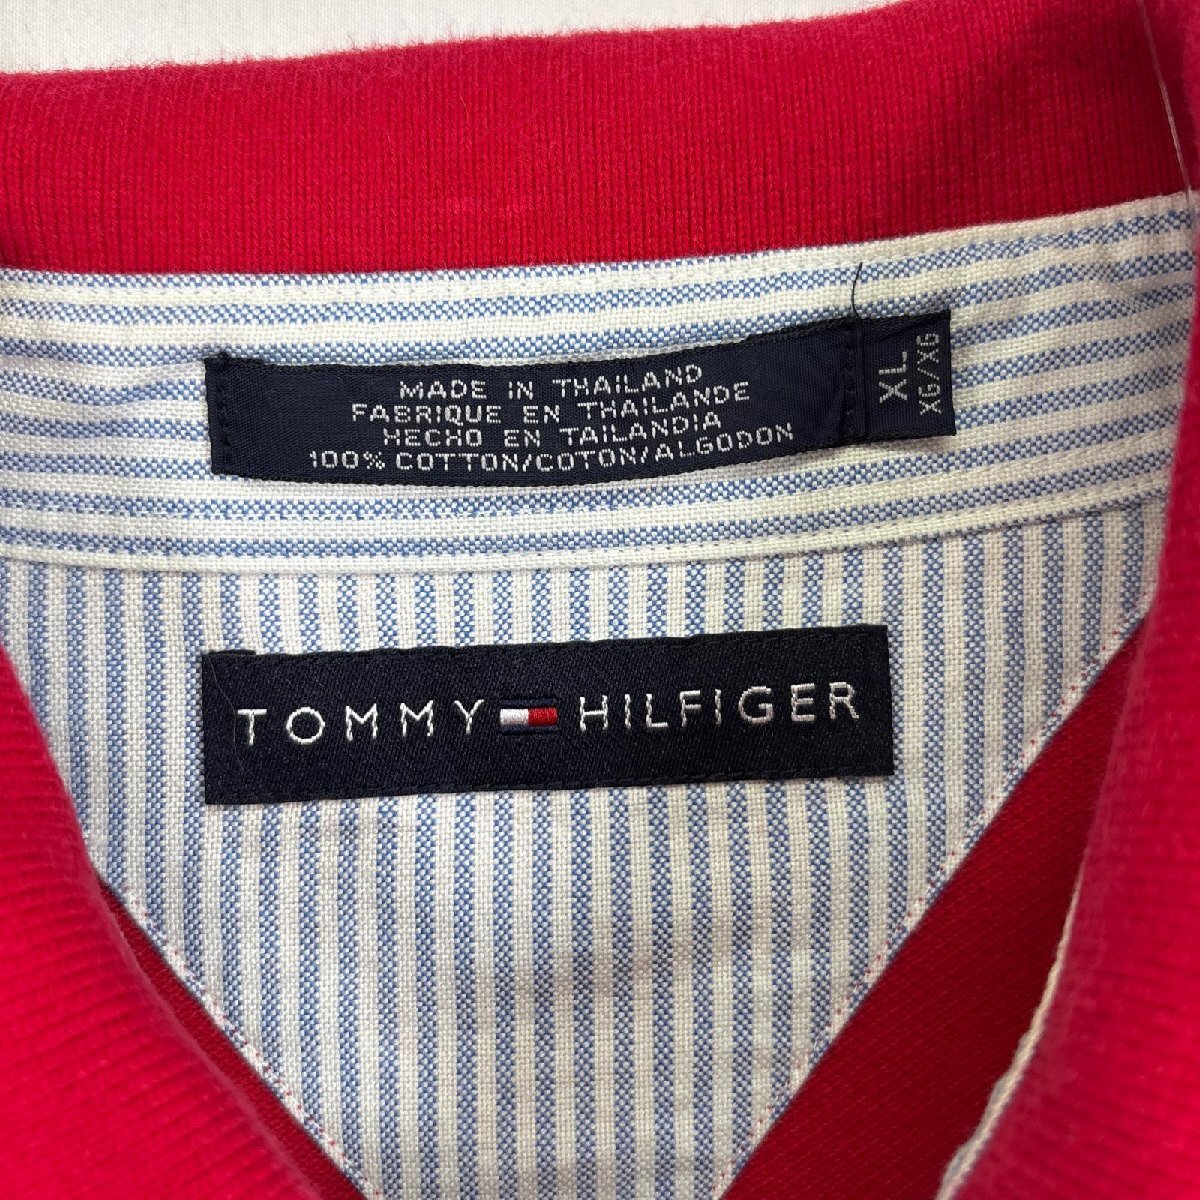 MADE IN THAILAND
FABRIQUE EN THAILANDE
HECHO EN TAILANDIA
100% COTTON/COTON/ALGODON
XL
XG/XG
TOMMY HILFIGER